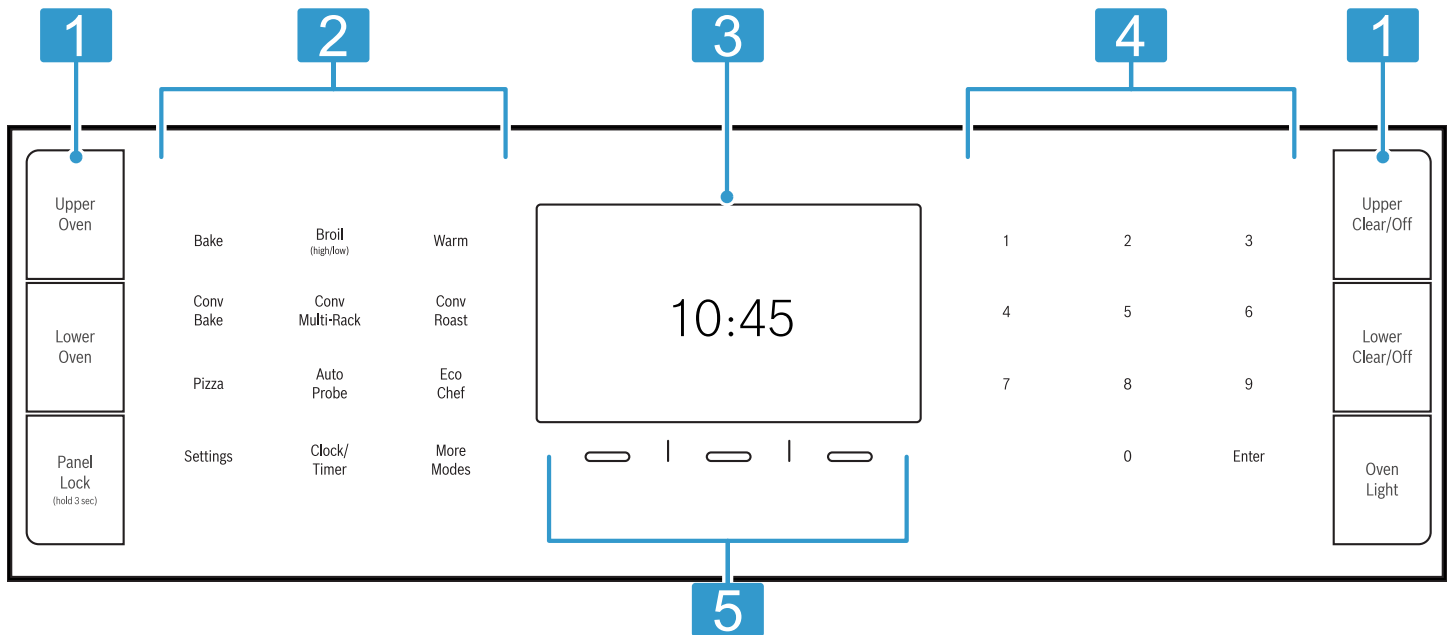 1
2
3
4
1
Upper
Oven
Lower
Oven
Panel
Lock
(hold 3 sec)
Bake
Broil
(high/low)
Warm
Conv
Bake
Conv
Multi-Rack
Conv
Roast
Pizza
Auto
Probe
Eco
Chef
Settings
Clock/
Timer
More
Modes
10:45
1 2 3
4 5 6
7 8 9
0 Enter
Upper
Clear/Off
Lower
Clear/Off
Oven
Light
5